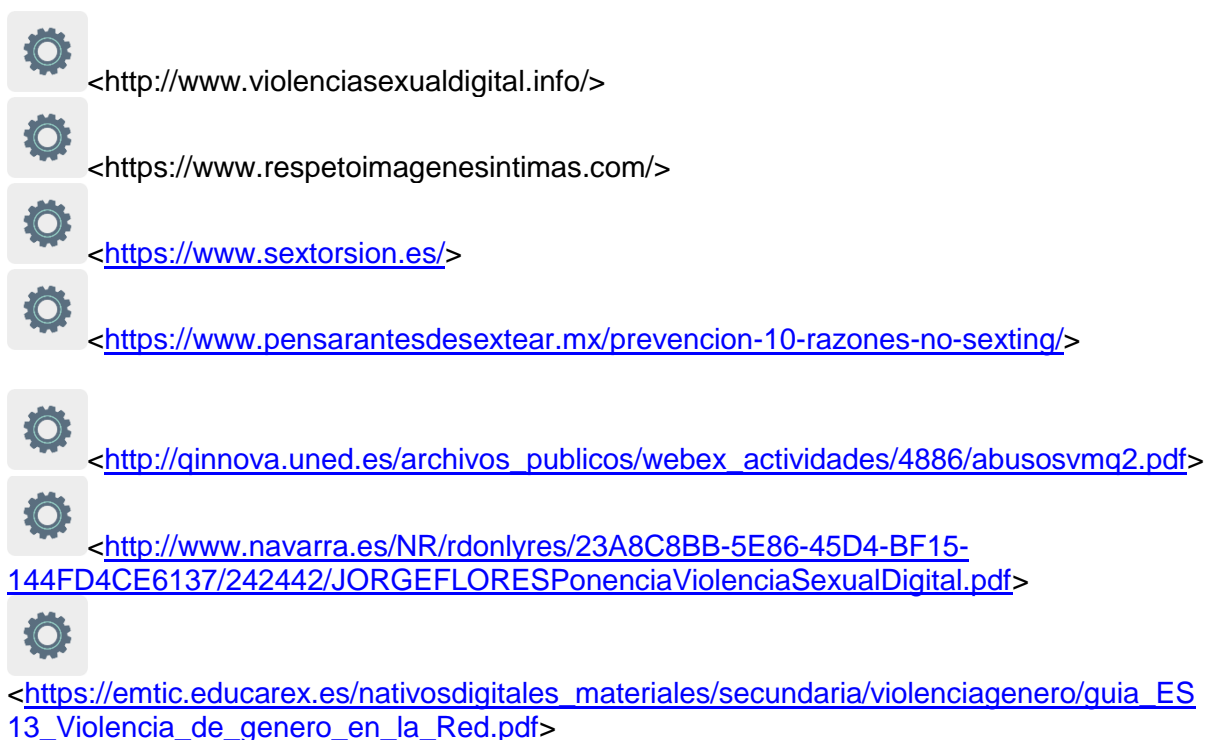 <http://www.violenciasexualdigital.info/>
<https://www.respetoimagenesintimas.com/>
<https://www.sextorsion.es/>
<https://www.pensarantesdesextear.mx/prevencion-10-razones-no-sexting/>
<http://qinnova.uned.es/archivos_publicos/webex_actividades/4886/abusosvmq2.pdf>
<http://www.navarra.es/NR/rdonlyres/23A8C8BB-5E86-45D4-BF15-
144FD4CE6137/242442/JORGEFLORESPonenciaViolenciaSexualDigital.pdf>
<https://emtic.educarex.es/nativosdigitales_materiales/secundaria/violenciagenero/guia_ES
13_Violencia_de_genero_en_la_Red.pdf>